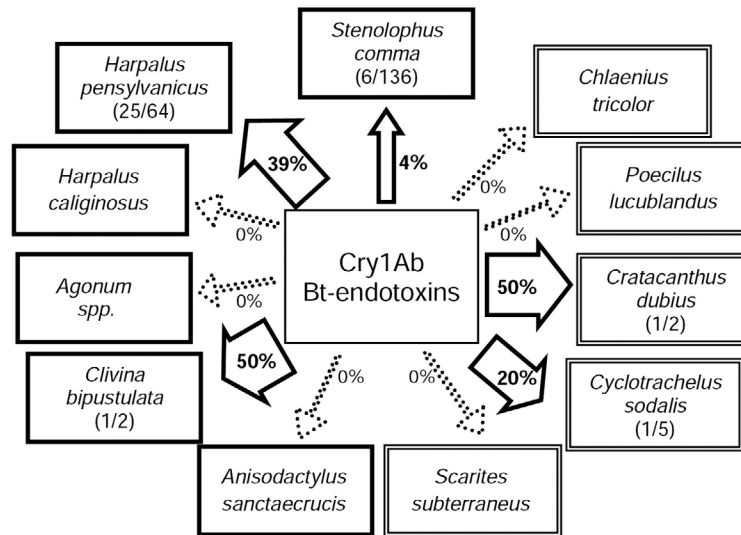 Stenolophus
comma
(6/136)
Harpalus
pensylvanicus
(25/64)
Chlaenius
tricolor
39%
4%
0%
Harpalus
caliginosus
0%
Poecilus
lucublandus
0%
Cry1Ab
Bt-endotoxins
Agonum
spp.
0%
50%
Cratacanthus
dubius
(1/2)
Clivina
bipustulata
(1/2)
50%
0%
0%
20%
Cyclotrachelus
sodalis
(1/5)
Anisodactylus
sanctaecrucis
Scarites
subterraneus